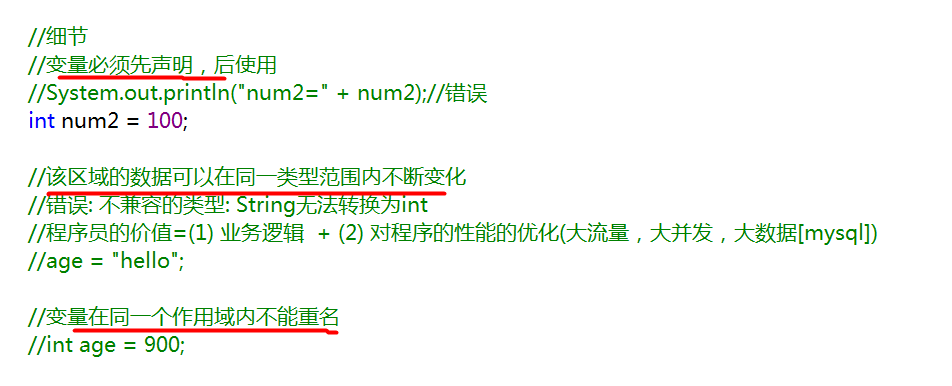 //细节
//变量必须先声明，后使用
//System.out.println("num2=" + num2);//错误
int num2 = 100;
//该区域的数据可以在同一类型范围内不断变化
//错误: 不兼容的类型: String无法转换为int
//程序员的价值=(1) 业务逻辑  + (2) 对程序的性能的优化(大流量，大并发，大数据[mysql])
//age = "hello";
//变量在同一个作用域内不能重名
//int age = 900;